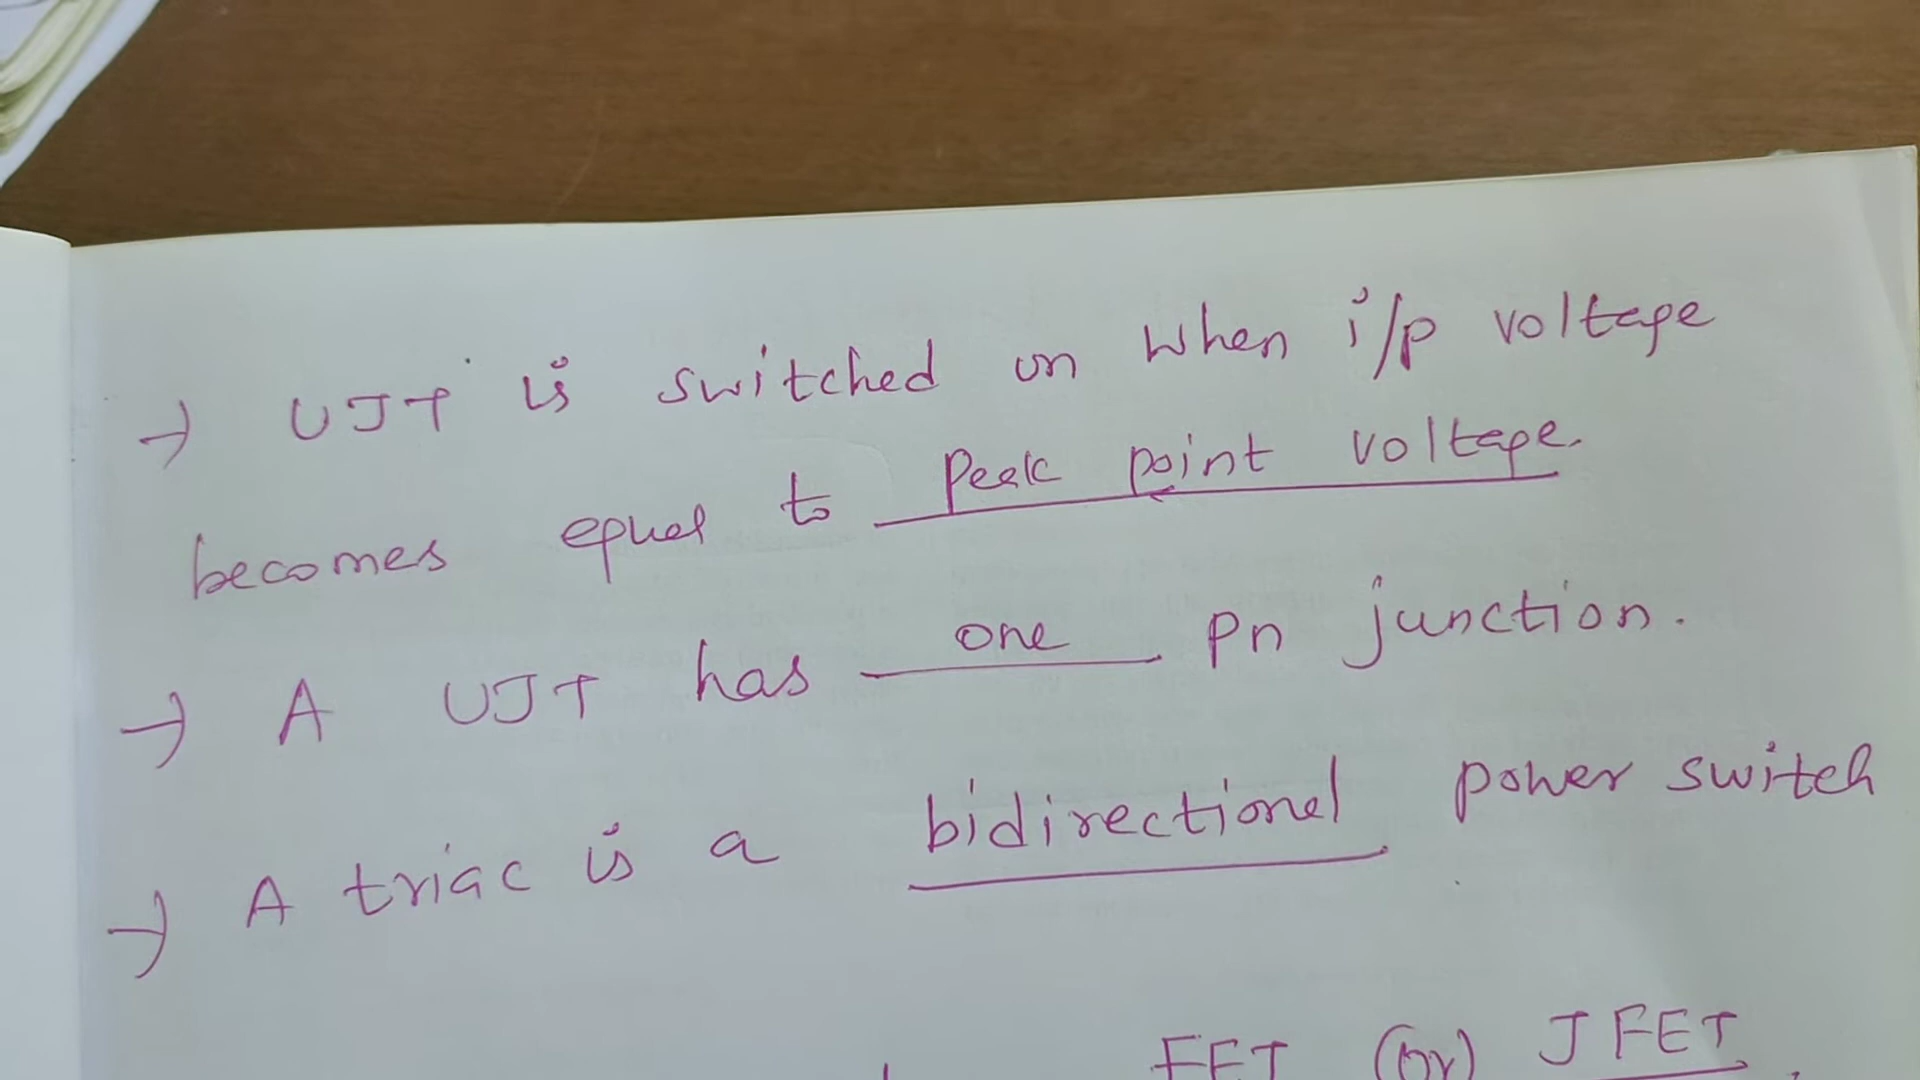 → UJT is switched on when i/p voltage
becomes equal to Peak point voltage.
→ A UJT has one pn junction.
→ A triac is a bidirectional power switch
FET (or) JFET